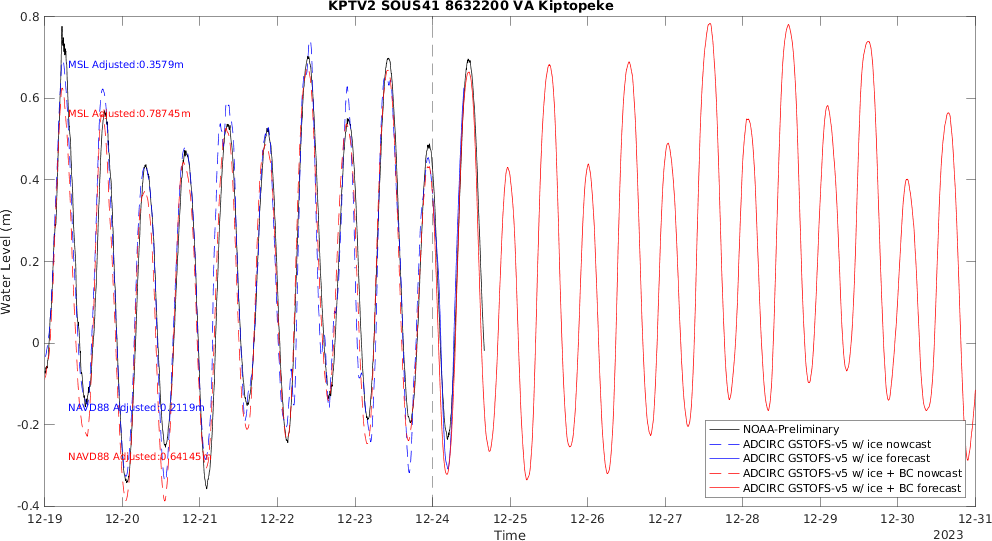 KPTV2 SOUS41 8632200 VA Kiptopeke
0.8
0.6
0.4
0.2
0
-0.2
-0.4
Water Level (m)
MSL Adjusted:0.3579m
MSL Adjusted:0.78745m
NAVD88 Adjusted:0.2119m
NAVD88 Adjusted:0.64145m
NOAA-Preliminary
ADCIRC GSTOFS-v5 w/ ice nowcast
ADCIRC GSTOFS-v5 w/ ice forecast
ADCIRC GSTOFS-v5 w/ ice + BC nowcast
ADCIRC GSTOFS-v5 w/ ice + BC forecast
12-19 12-20 12-21 12-22 12-23 12-24 12-25 12-26 12-27 12-28 12-29 12-30 12-31
Time
2023